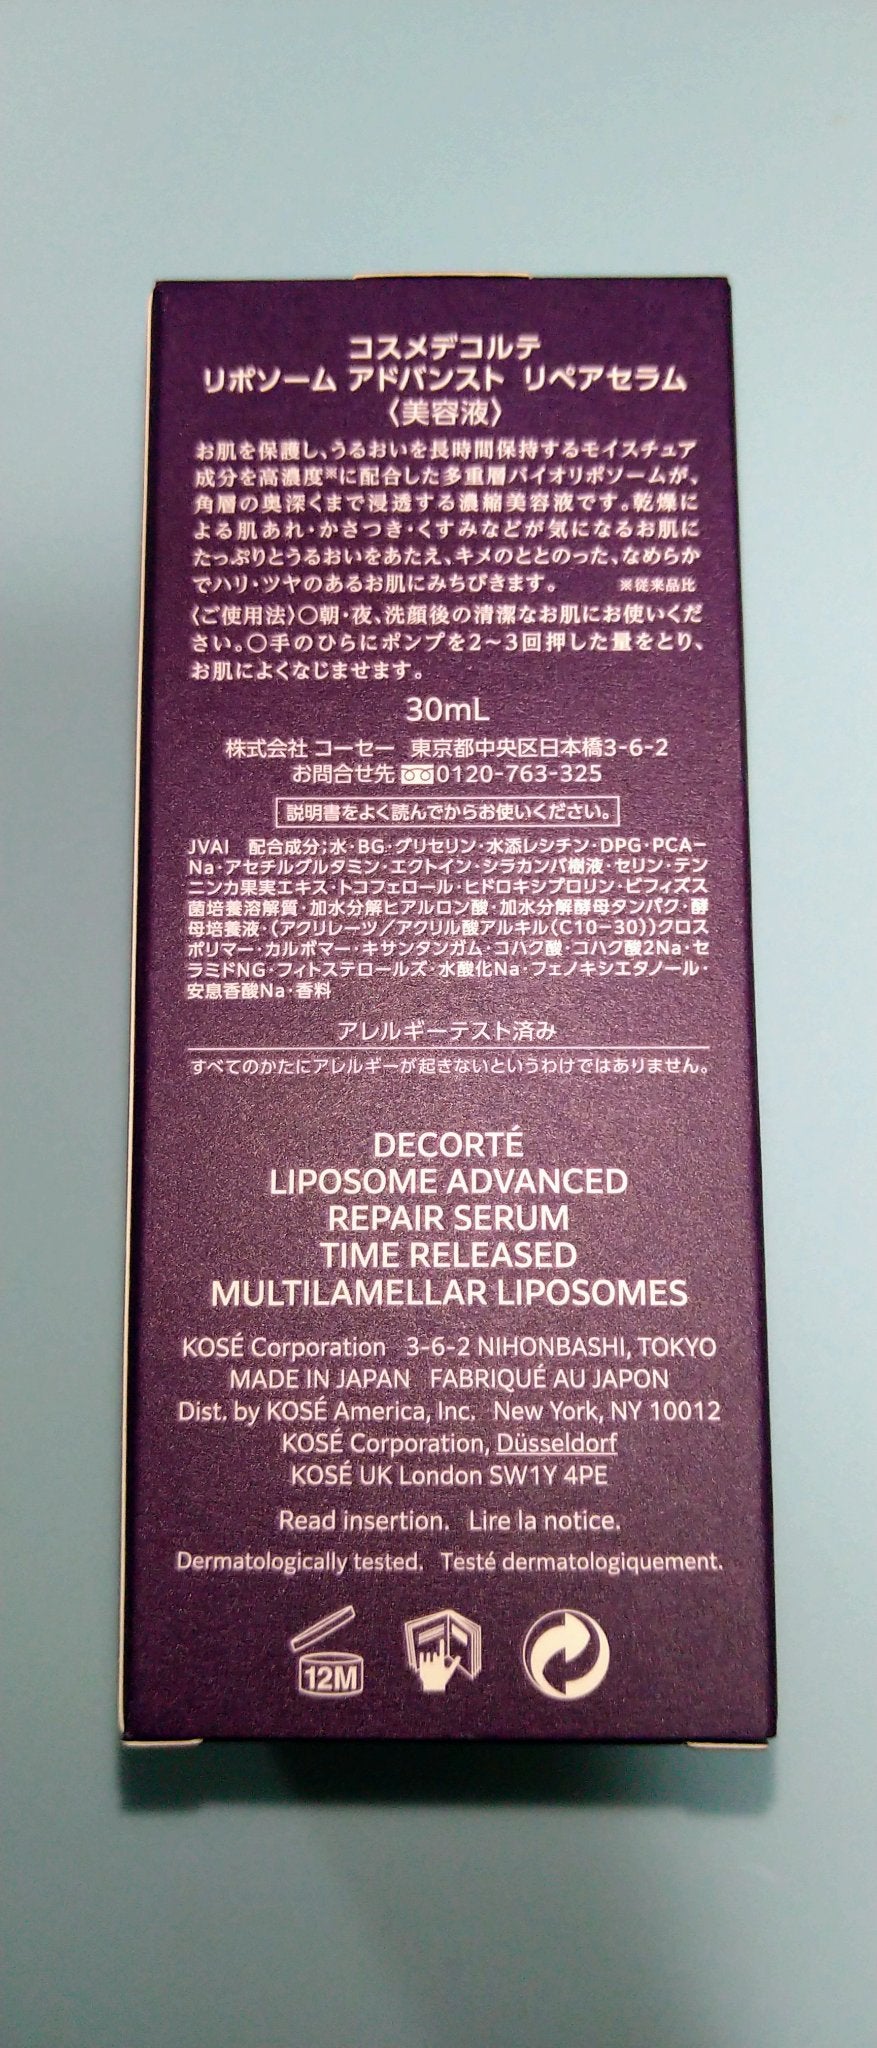 コスメデコルテ
リポソーム アドバンスト リペアセラム
〈美容液〉
お肌を保護し、うるおいを長時間保持するモイスチュア
成分を高濃度※に配合した多重層バイオリポソームが、
角層の奥深くまで浸透する濃縮美容液です。乾燥に
よる肌あれ・かさつき・くすみなどが気になるお肌に
たっぷりとうるおいをあたえ、キメのととのった、なめらか
でハリ・ツヤのあるお肌にみちびきます。 ※従来品比
〈ご使用法〉〇朝・夜、洗顔後の清潔なお肌にお使いくだ
さい。〇手のひらにポンプを2〜3回押した量をとり、
お肌によくなじませます。
30mL
株式会社 コーセー 東京都中央区日本橋3-6-2
お問合せ先 0120-763-325
説明書をよく読んでからお使いください。
JVAI 配合成分;水・BG・グリセリン・水添レシチン・DPG・PCA−
Na・アセチルグルタミン・エクトイン・シラカンバ樹液・セリン・テン
ニンカ果実エキス・トコフェロール・ヒドロキシプロリン・ビフィズス
菌培養溶解質・加水分解ヒアルロン酸・加水分解酵母タンパク・酵
母培養液・(アクリレーツ/アクリル酸アルキル(C10−30))クロス
ポリマー・カルボマー・キサンタンガム・コハク酸・コハク酸2Na・セ
ラミドNG・フィトステロールズ・水酸化Na・フェノキシエタノール・
安息香酸Na・香料
アレルギーテスト済み
すべてのかたにアレルギーが起きないというわけではありません。
DECORTÉ
LIPOSOME ADVANCED
REPAIR SERUM
TIME RELEASED
MULTILAMELLAR LIPOSOMES
KOSÉ Corporation 3-6-2 NIHONBASHI, TOKYO
MADE IN JAPAN FABRIQUÉ AU JAPON
Dist. by KOSÉ America, Inc. New York, NY 10012
KOSÉ Corporation, Düsseldorf
KOSÉ UK London SW1Y 4PE
Read insertion. Lire la notice.
Dermatologically tested. Testé dermatologiquement.
12M